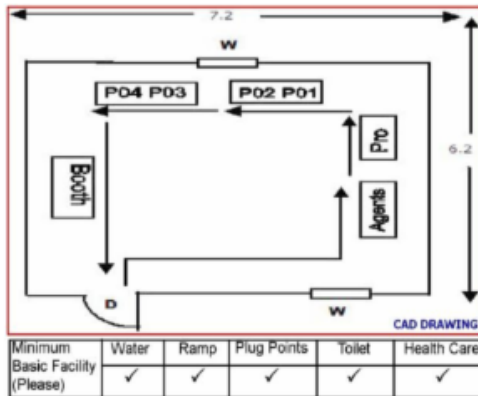 7.2
W
P04 P03
P02 P01
Pro
6.2
Booth
Agents
D
W
CAD DRAWING
Minimum Basic Facility (Please)
Water
Ramp
Plug Points
Toilet
Health Care
✓ ✓ ✓ ✓ ✓